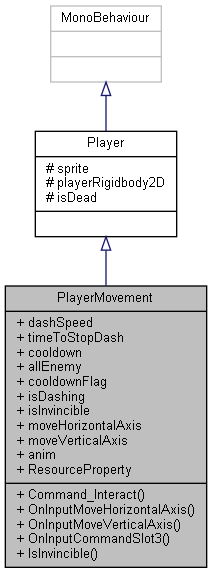 MonoBehaviour
Player
# sprite
# playerRigidbody2D
# isDead
PlayerMovement
+ dashSpeed
+ timeToStopDash
+ cooldown
+ allEnemy
+ cooldownFlag
+ isDashing
+ isInvincible
+ moveHorizontalAxis
+ moveVerticalAxis
+ anim
+ ResourceProperty
+ Command_Interact()
+ OnInputMoveHorizontalAxis()
+ OnInputMoveVerticalAxis()
+ OnInputCommandSlot3()
+ IsInvincible()